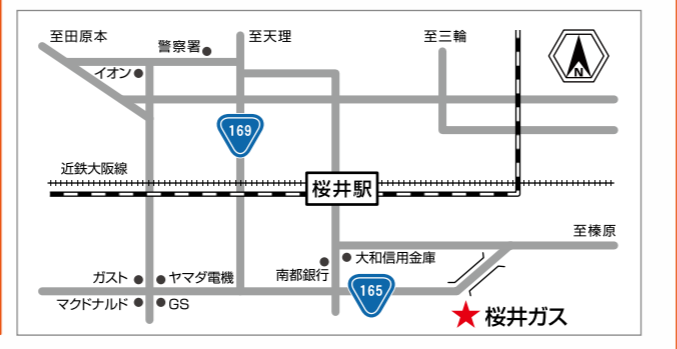 至田原本
警察署
至天理
至三輪
イオン
N
169
近鉄大阪線
桜井駅
至榛原
大和信用金庫
南都銀行
ガスト
ヤマダ電機
165
マクドナルド
GS
桜井ガス